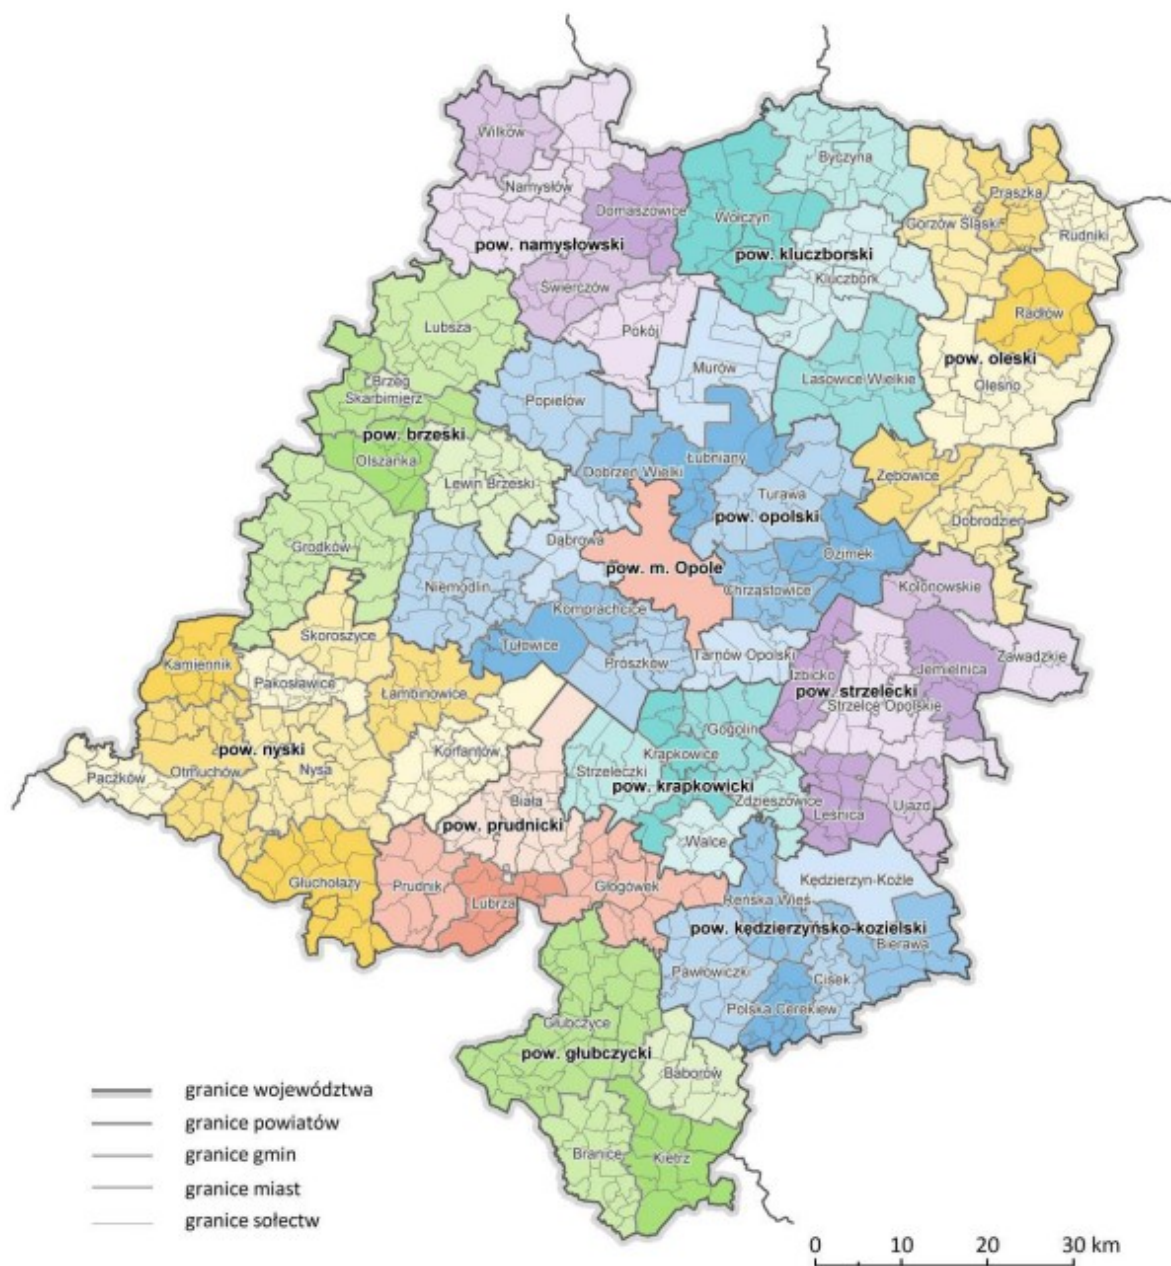 Wilków
Byczyna
Namysłów
Praszka
Domaszowice
Wołczyn
Gorzów Śląski
Rudniki
pow. namysłowski
pow. kluczborski
Kluczbork
Świerczów
Lubsza
Pokój
Radłów
pow. oleski
Murów
Lasowice Wielkie
Olesno
Brzeg
Skarbimierz
Popielów
pow. brzeski
Olszanka
Lewin Brzeski
Dobrzeń Wielki
Łubniany
Zębowice
Turawa
pow. opolski
Dobrodzień
Dąbrowa
Grodków
pow. m. Opole
Ozimek
Niemodlin
Chrząstowice
Kolonowskie
Komprachcice
Skoroszyce
Tułowice
Prószków
Tarnów Opolski
Izbicko
Jemielnica
Zawadzkie
Kamiennik
Pakosławice
Łambinowice
pow. strzelecki
Strzelce Opolskie
Gogolin
pow. nyski
Korfantów
Krapkowice
Paczków
Otmuchów
Nysa
Strzeleczki
pow. krapkowicki
Biała
Zdzieszowice
Leśnica
Ujazd
pow. prudnicki
Walce
Głuchołazy
Prudnik
Lubrza
Głogówek
Kędzierzyn-Koźle
Reńska Wieś
pow. kędzierzyńsko-kozielski
Bierawa
Pawłowiczki
Cisek
Polska Cerekiew
Głubczyce
pow. głubczycki
Baborów
Branice
Kietrz
granice województwa
granice powiatów
granice gmin
granice miast
granice sołectw
0 10 20 30 km